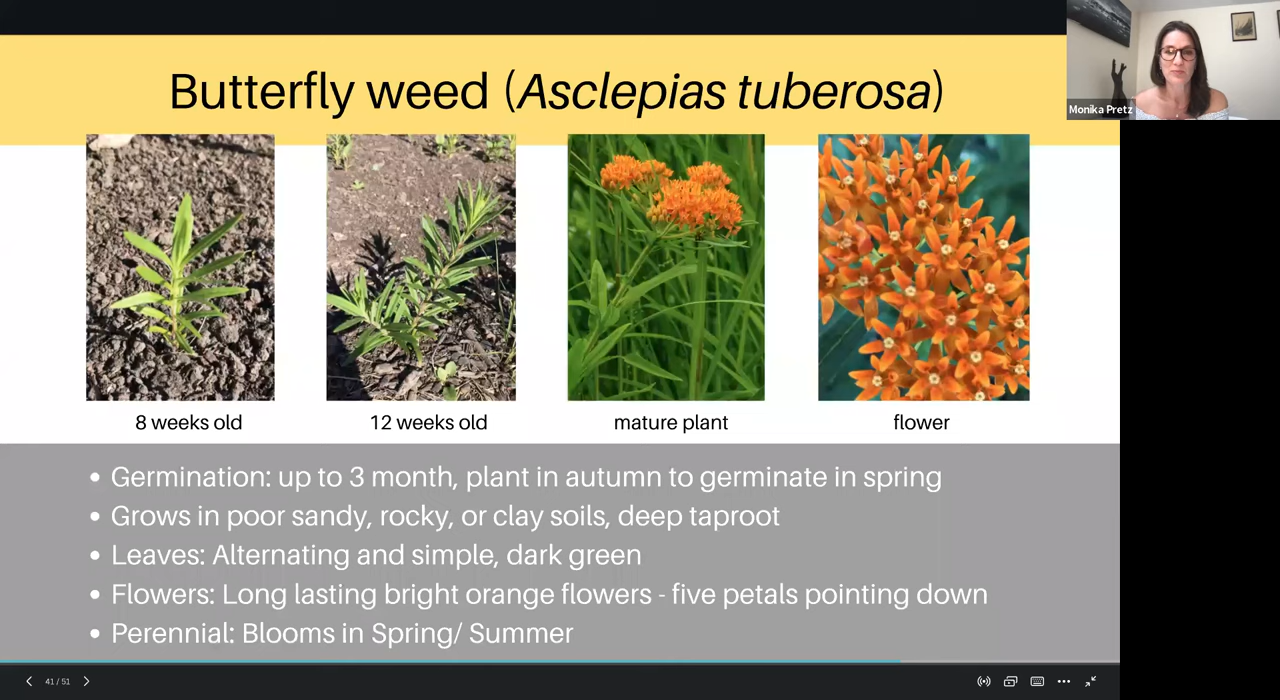 Butterfly weed (Asclepias tuberosa)
Monika Pretz
8 weeks old
12 weeks old
mature plant
flower
• Germination: up to 3 month, plant in autumn to germinate in spring
• Grows in poor sandy, rocky, or clay soils, deep taproot
• Leaves: Alternating and simple, dark green
• Flowers: Long lasting bright orange flowers - five petals pointing down
• Perennial: Blooms in Spring/ Summer
41 / 51